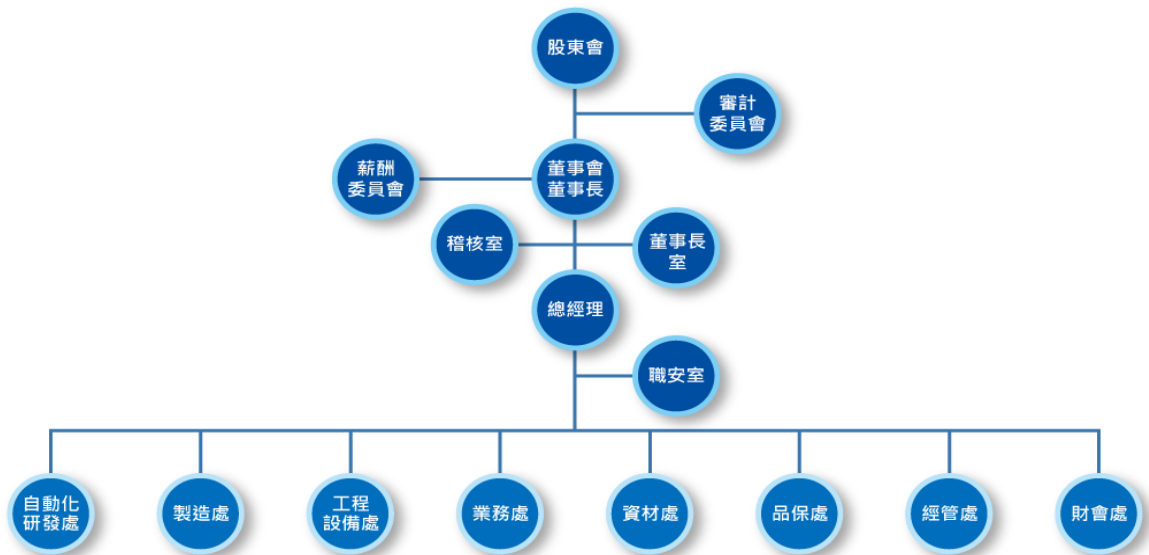 股東會
審計
委員會
薪酬
委員會
董事會
董事長
稽核室
董事長
室
總經理
職安室
自動化
研發處
製造處
工程
設備處
業務處
資材處
品保處
經管處
財會處